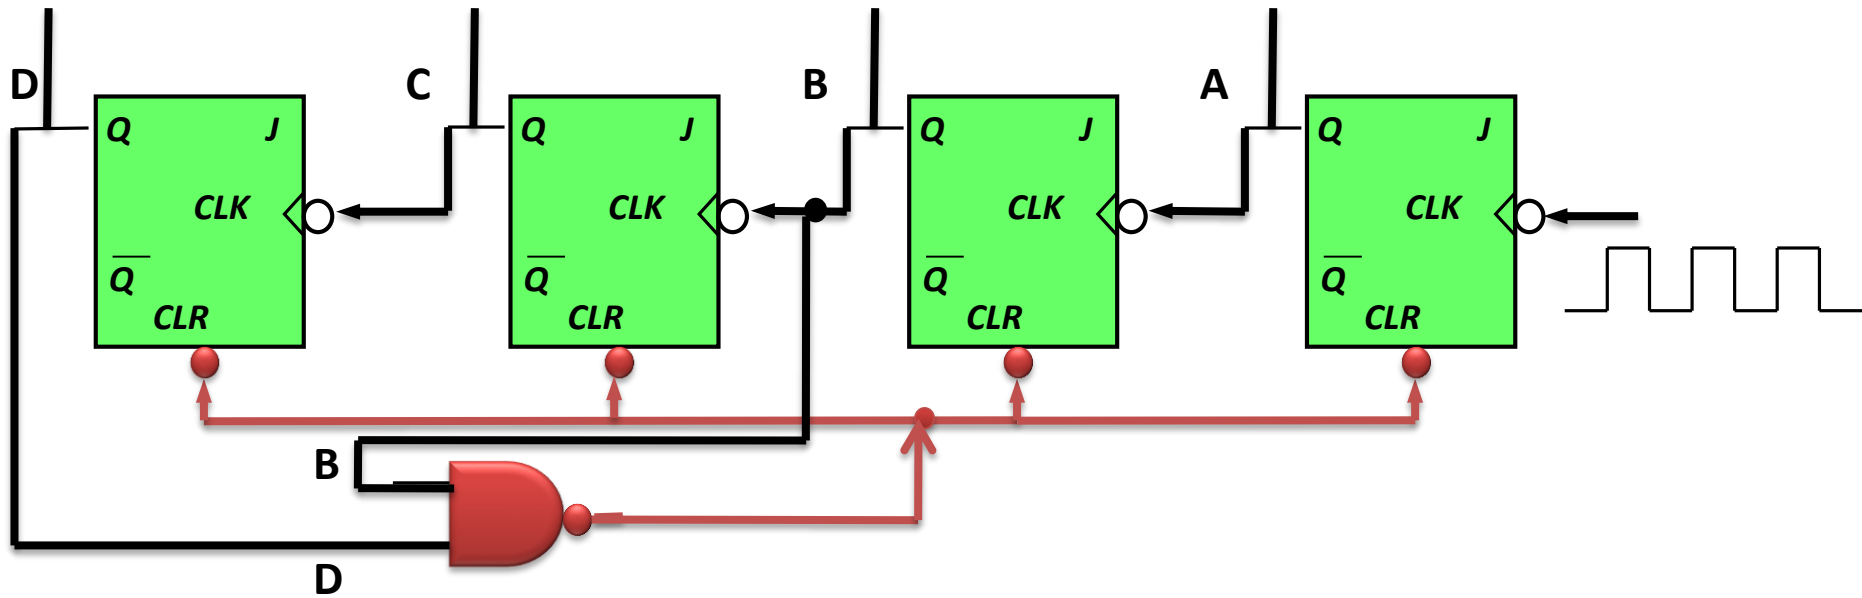 D C B A
Q J Q J Q J Q J
CLK CLK CLK CLK
Q̅ Q̅ Q̅ Q̅
CLR CLR CLR CLR
B
D